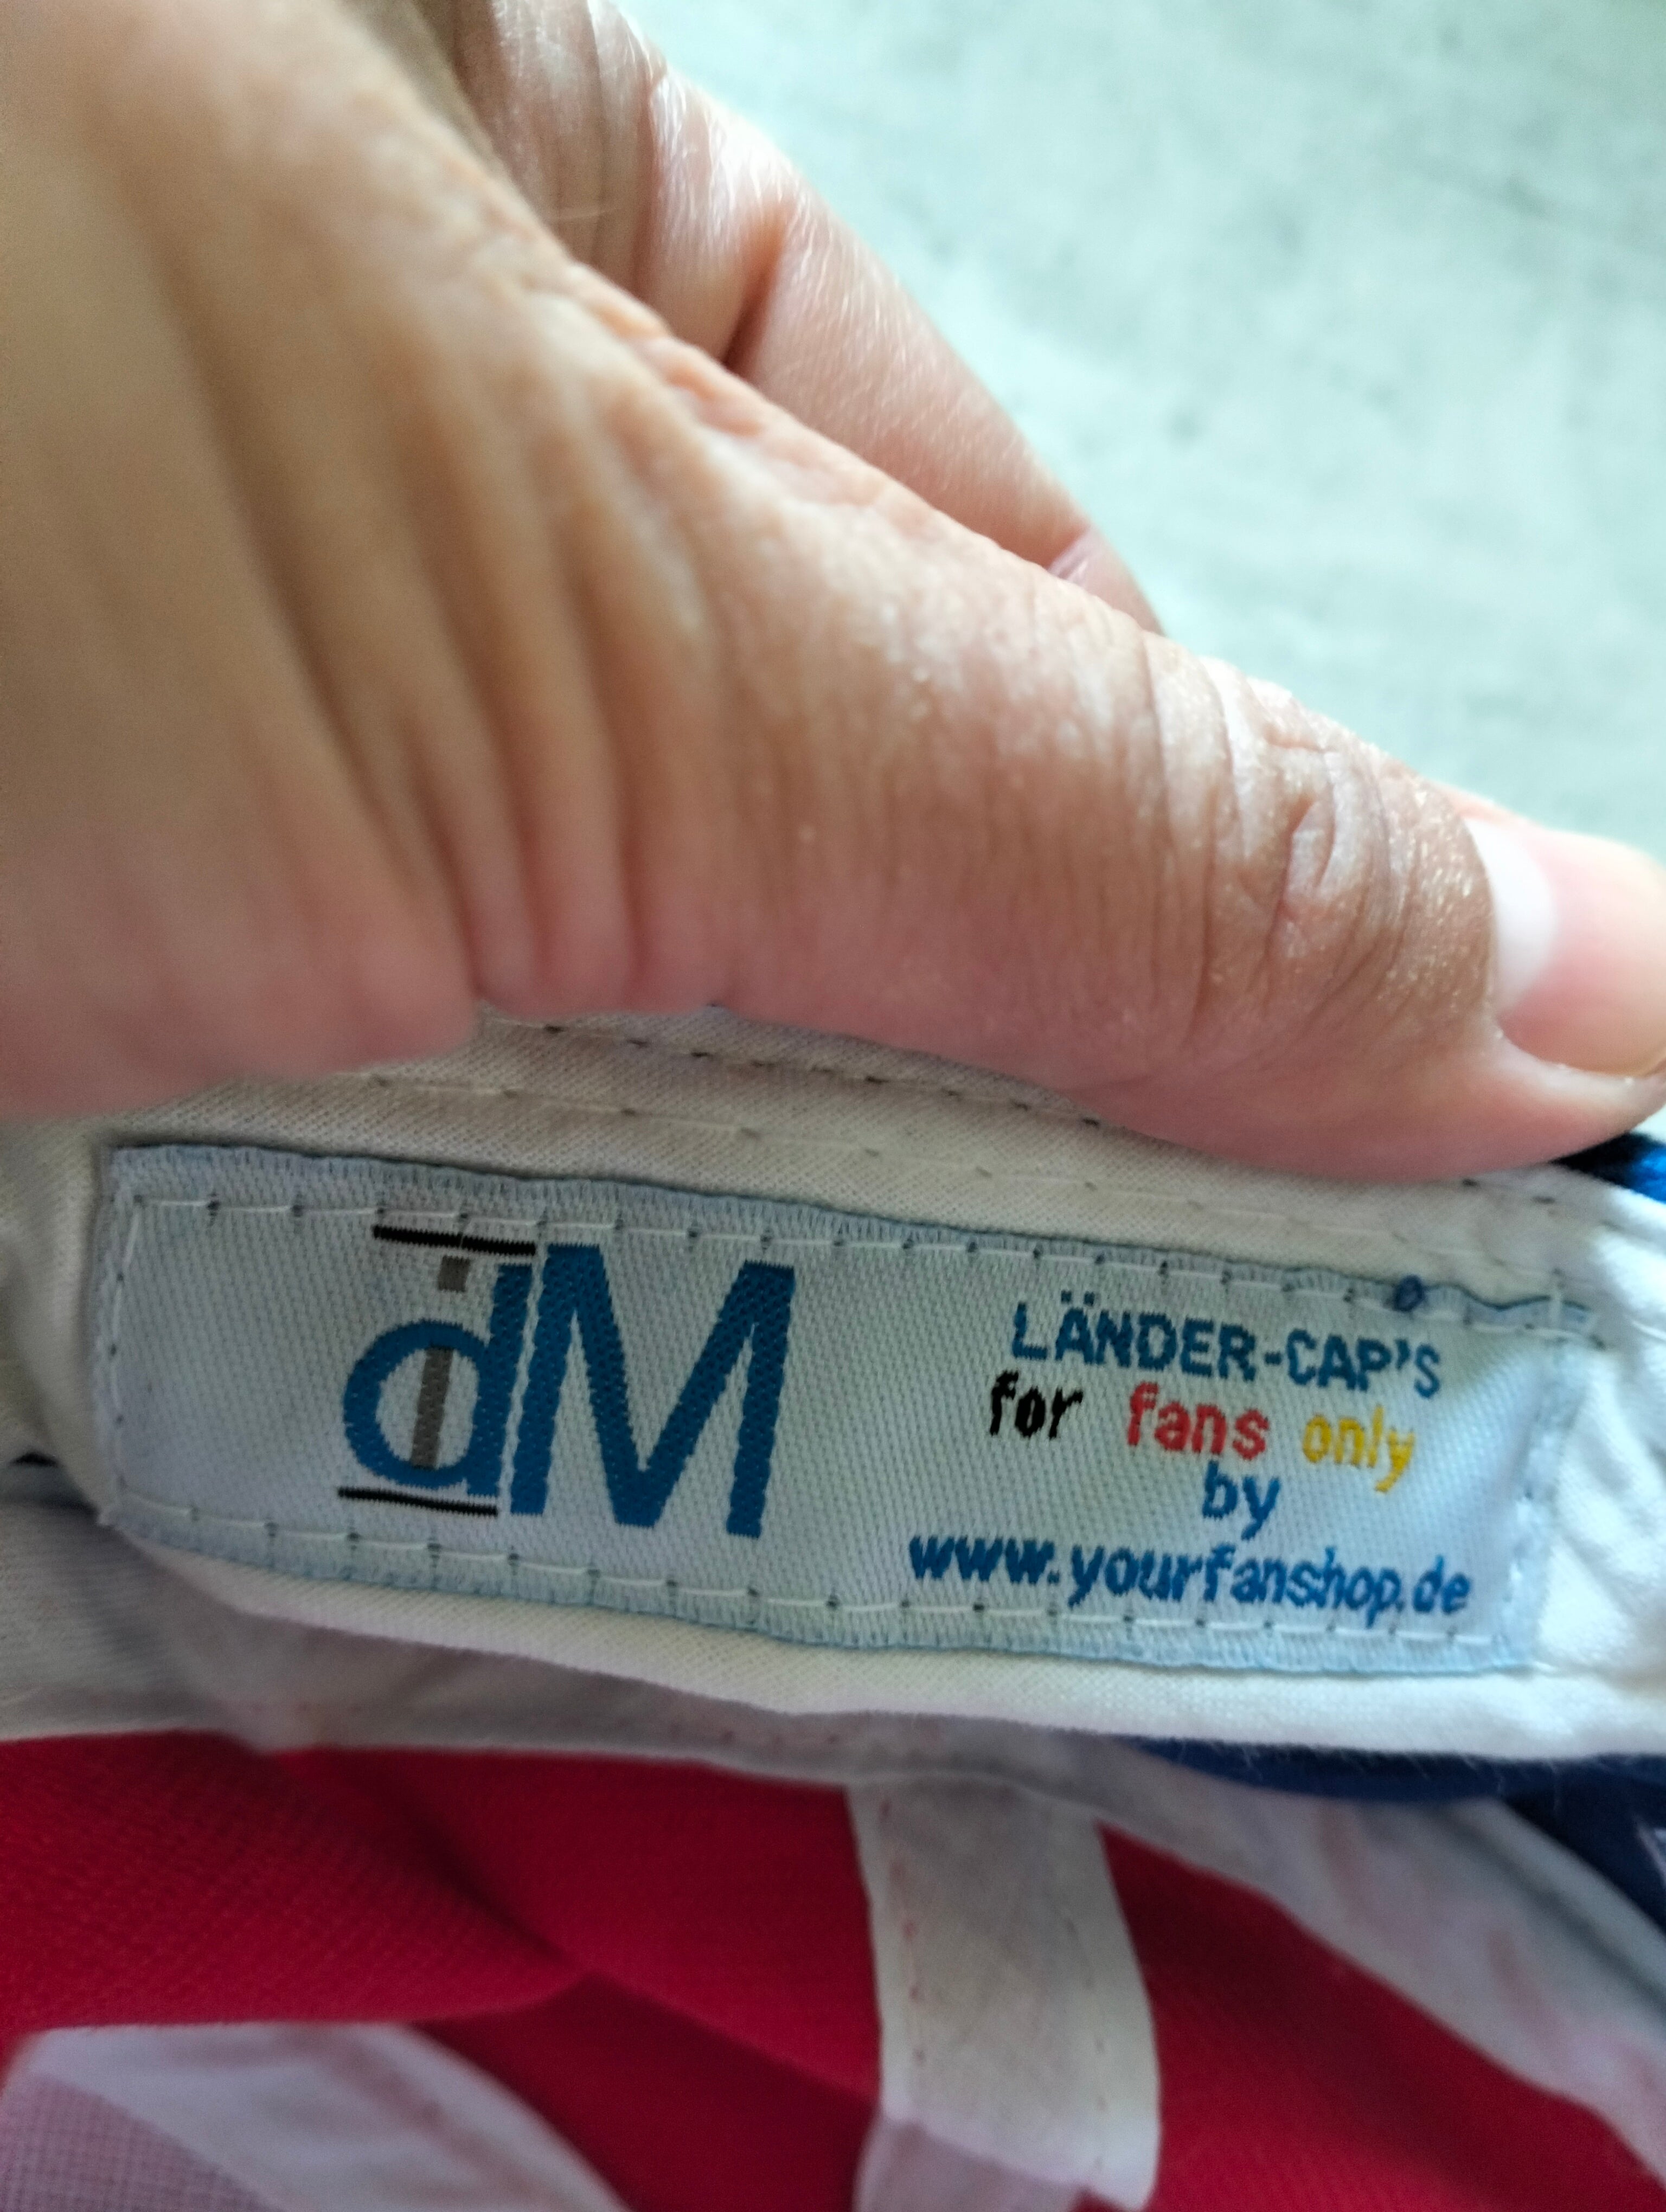 dM
LÄNDER-CAP'S
for fans only
by
www.yourfanshop.de